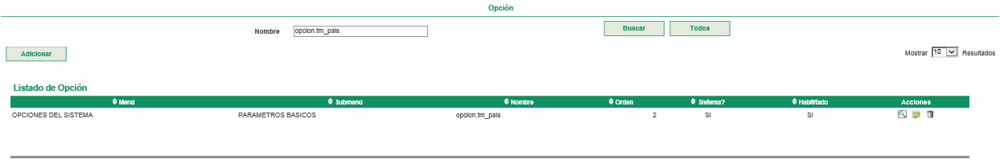 Opción
Nombre opcion.tm_pais Buscar Todos
Adicionar Mostrar 10 Resultados
Listado de Opción
Menú Submenú Nombre Orden Sistema? Habilitado Acciones
OPCIONES DEL SISTEMA PARAMETROS BASICOS opcion.tm_pais 2 SI SI